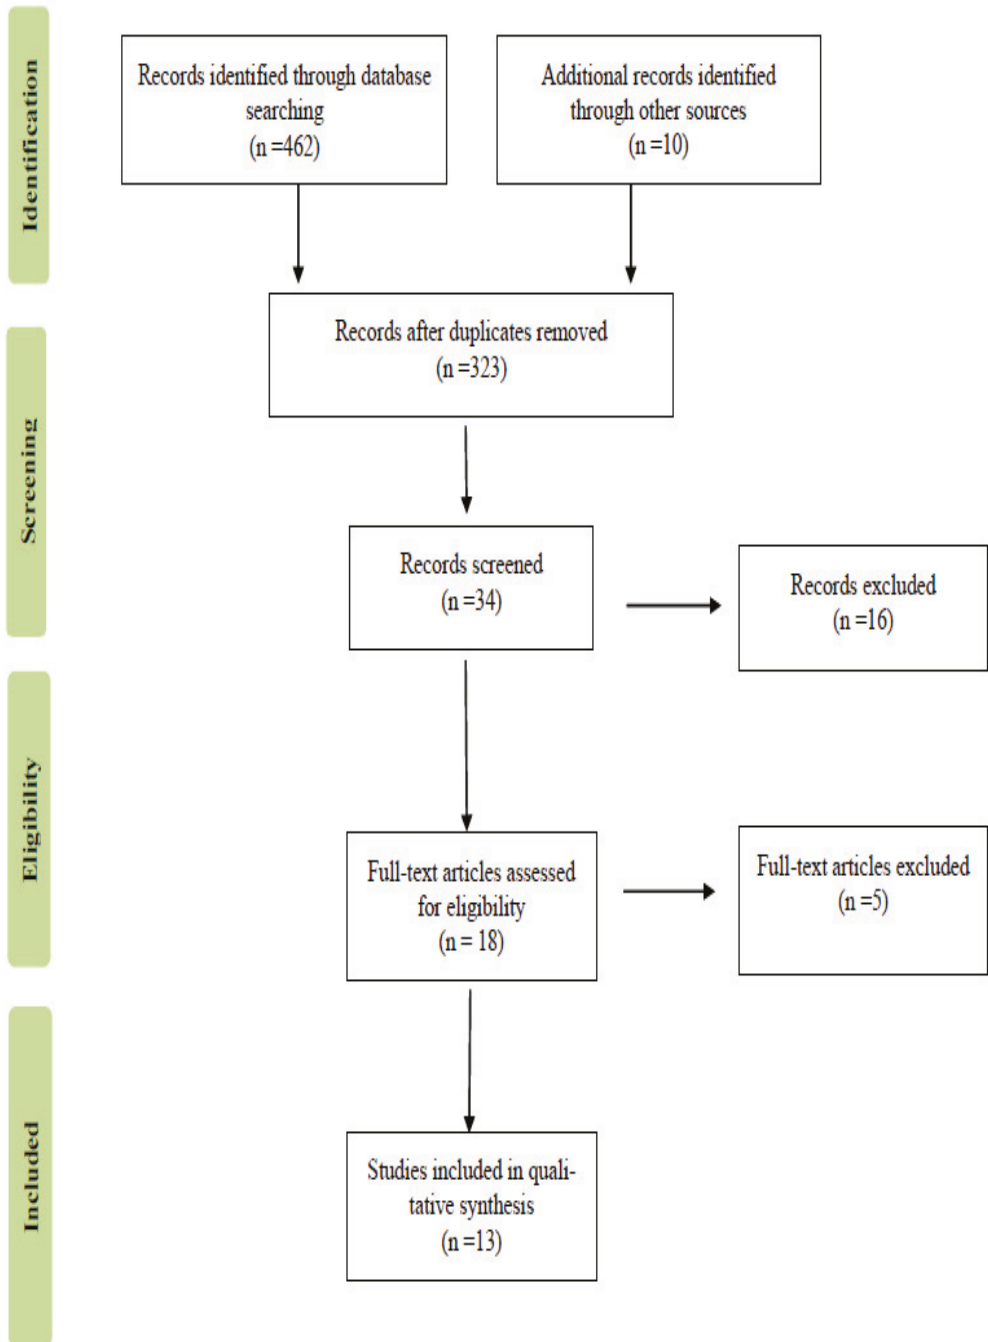 Identification
Records identified through database
searching
(n =462)
Additional records identified
through other sources
(n =10)
Screening
Records after duplicates removed
(n =323)
Records screened
(n =34)
Records excluded
(n =16)
Eligibility
Full-text articles assessed
for eligibility
(n = 18)
Full-text articles excluded
(n =5)
Included
Studies included in quali-
tative synthesis
(n =13)